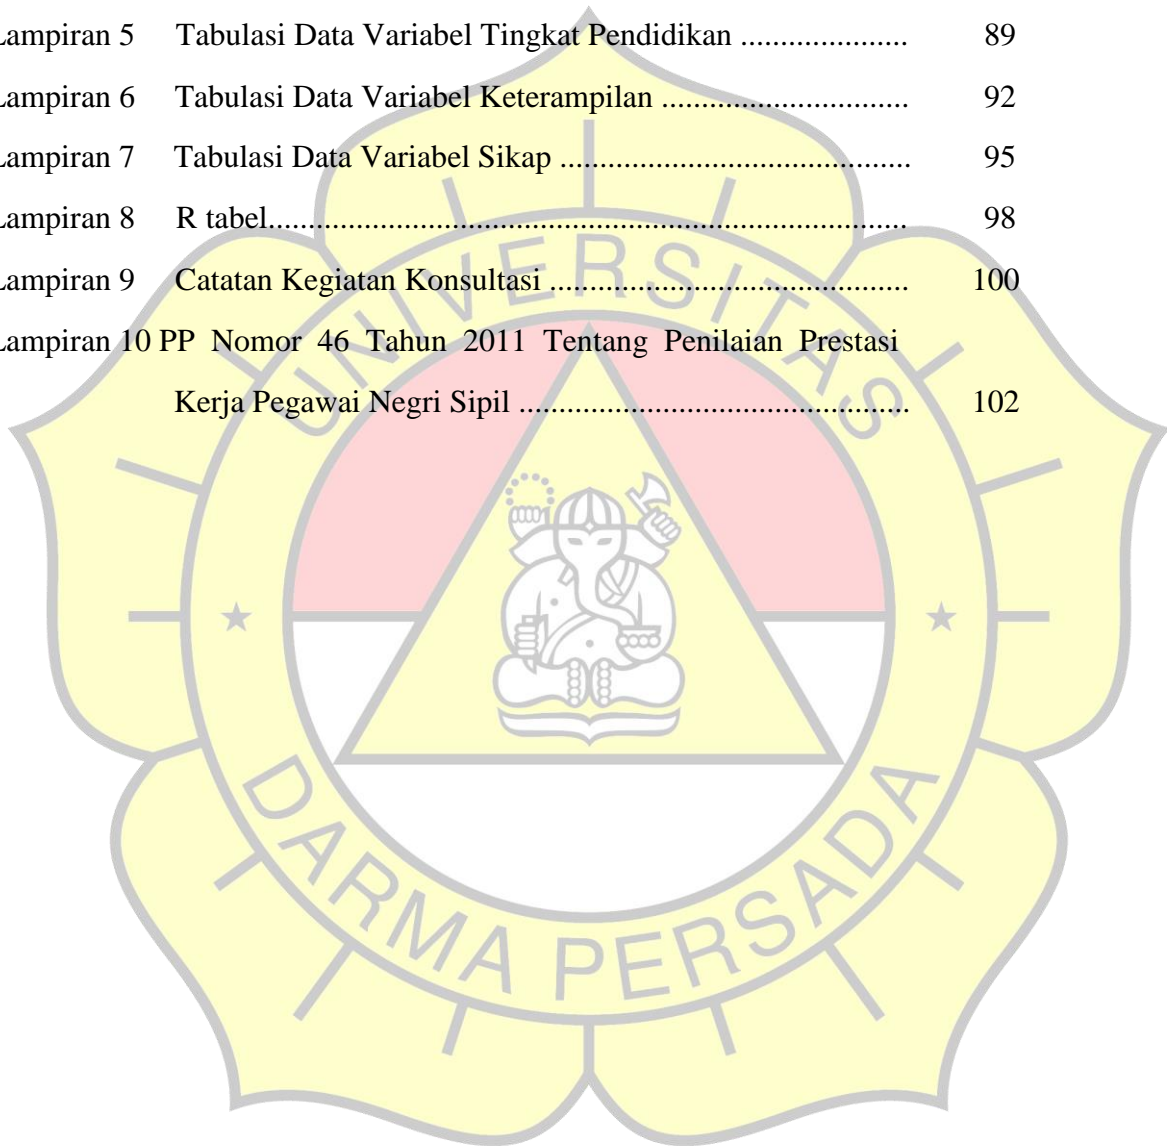 Lampiran 5 Tabulasi Data Variabel Tingkat Pendidikan ..................... 89
Lampiran 6 Tabulasi Data Variabel Keterampilan ............................... 92
Lampiran 7 Tabulasi Data Variabel Sikap ............................................ 95
Lampiran 8 R tabel................................................................................ 98
Lampiran 9 Catatan Kegiatan Konsultasi ............................................. 100
Lampiran 10 PP Nomor 46 Tahun 2011 Tentang Penilaian Prestasi
Kerja Pegawai Negri Sipil ................................................. 102
UNIVERSITAS
DARMA PERSADA